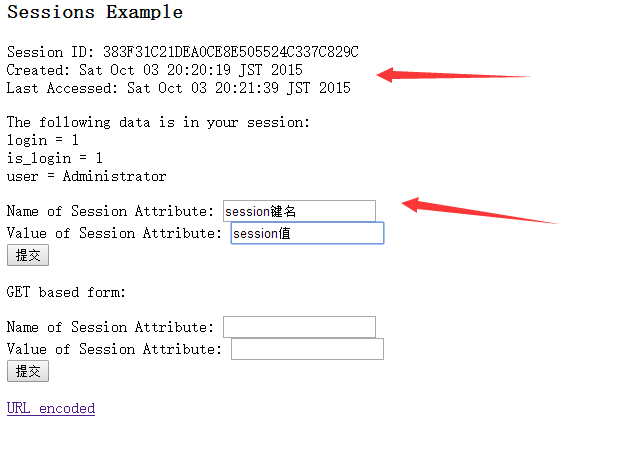 Sessions Example
Session ID: 383F31C21DEA0CE8E505524C337C829C
Created: Sat Oct 03 20:20:19 JST 2015
Last Accessed: Sat Oct 03 20:21:39 JST 2015
The following data is in your session:
login = 1
is_login = 1
user = Administrator
Name of Session Attribute: session键名
Value of Session Attribute: session值
提交
GET based form:
Name of Session Attribute:
Value of Session Attribute:
提交
URL encoded